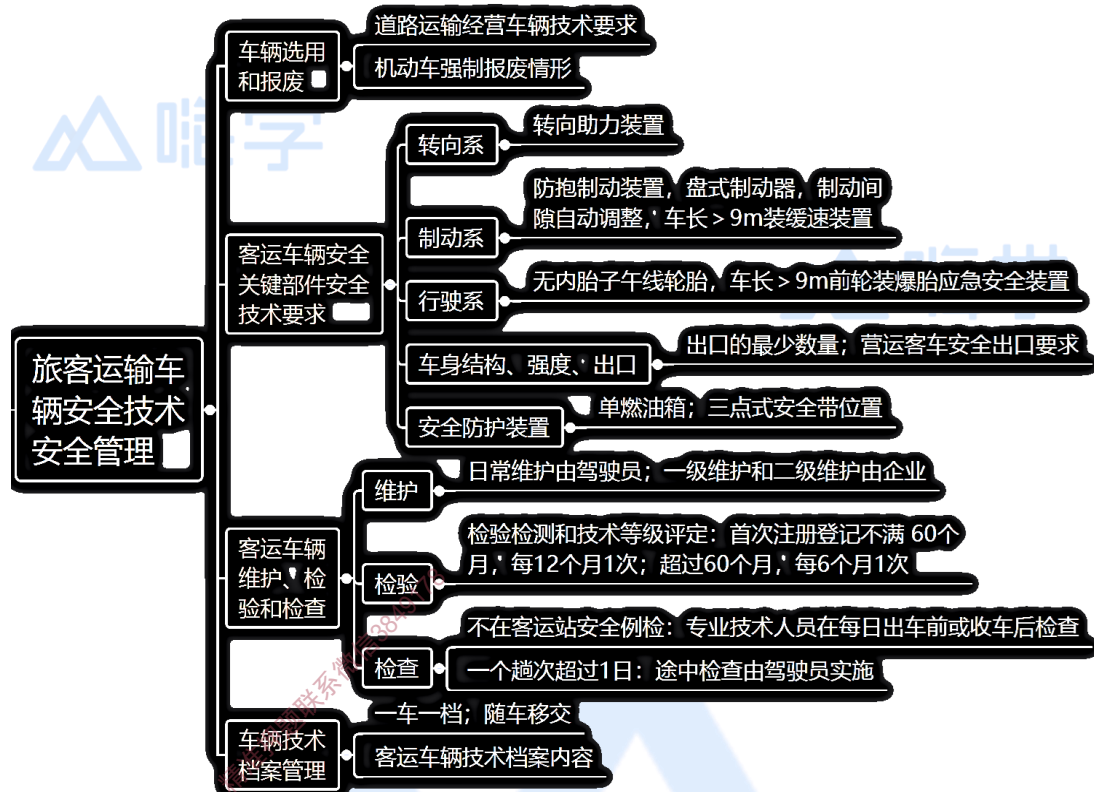 道路运输经营车辆技术要求
车辆选用
和报废
机动车强制报废情形
嗨学
转向系
转向助力装置
防抱制动装置，盘式制动器，制动间
隙自动调整，车长＞9m装缓速装置
制动系
客运车辆安全
关键部件安全
技术要求
无内胎子午线轮胎，车长＞9m前轮装爆胎应急安全装置
行驶系
旅客运输车
辆安全技术
安全管理
车身结构、强度、出口
出口的最少数量；营运客车安全出口要求
安全防护装置
单燃油箱；三点式安全带位置
维护
日常维护由驾驶员；一级维护和二级维护由企业
客运车辆
维护、检
验和检查
检验
检验检测和技术等级评定：首次注册登记不满 60个
月，每12个月1次；超过60个月，每6个月1次
检查
不在客运站安全例检：专业技术人员在每日出车前或收车后检查
一个趟次超过1日：途中检查由驾驶员实施
车辆技术
档案管理
一车一档；随车移交
客运车辆技术档案内容